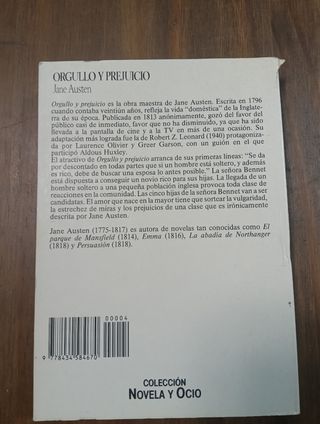 ORGULLO Y PREJUICIO
Jane Austen
Orgullo y prejuicio es la obra maestra de Jane Austen. Escrita en 1796
cuando contaba veintiún años, refleja la vida "doméstica" de la Inglate-
rra de su época. Publicada en 1813 anónimamente, gozó del favor del
público casi de inmediato, favor que no ha disminuido, ya que ha sido
llevada a la pantalla de cine y a la TV en más de una ocasión. Su
adaptación más lograda fue la de Robert Z. Leonard (1940) protagoniza-
da por Laurence Olivier y Greer Garson, con un guión en el que
participó Aldous Huxley.
El atractivo de Orgullo y prejuicio arranca de sus primeras líneas: "Se da
por descontado en todas partes que si un hombre está soltero, y además
es rico, debe de buscar una esposa lo antes posible." La señora Bennet
está dispuesta a conseguir un novio rico para sus hijas. La llegada de un
hombre soltero a una pequeña población inglesa provoca toda clase de
reacciones en la comunidad. Las cinco hijas de la señora Bennet van a ser
candidatas. El amor que nace en la mayor tiene que sortear la vulgaridad,
la estrechez de miras y los prejuicios de una clase que es irónicamente
descrita por Jane Austen.
Jane Austen (1775-1817) es autora de novelas tan conocidas como El
parque de Mansfield (1814), Emma (1816), La abadía de Northanger
(1818) y Persuasión (1818).
00004
9 778434 584670
COLECCIÓN
NOVELA Y OCIO